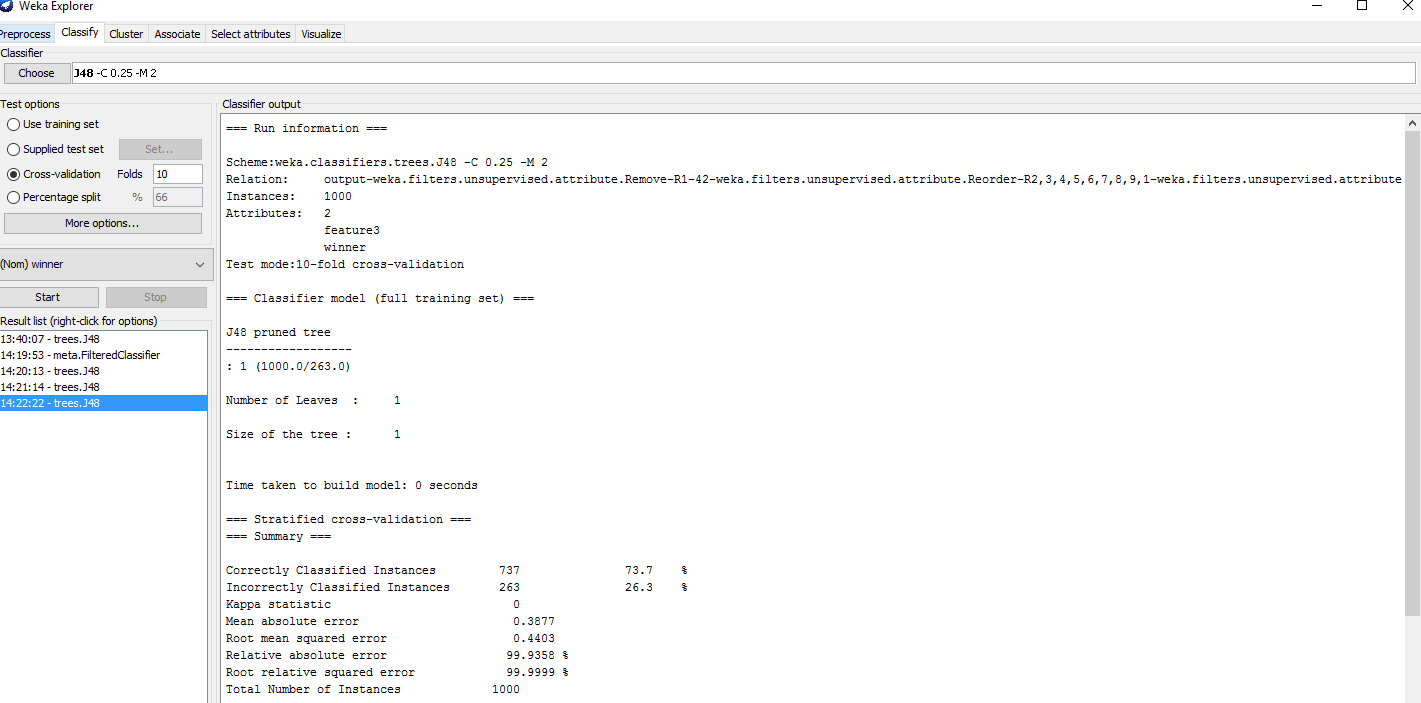 Weka Explorer
Preprocess Classify Cluster Associate Select attributes Visualize
Classifier
Choose J48 -C 0.25 -M 2
Test options
Use training set
Supplied test set Set...
Cross-validation Folds 10
Percentage split % 66
More options...
(Nom) winner
Start Stop
Result list (right-click for options)
13:40:07 - trees.J48
14:19:53 - meta.FilteredClassifier
14:20:13 - trees.J48
14:21:14 - trees.J48
14:22:22 - trees.J48
Classifier output
=== Run information ===
Scheme:weka.classifiers.trees.J48 -C 0.25 -M 2
Relation: output-weka.filters.unsupervised.attribute.Remove-R1-42-weka.filters.unsupervised.attribute.Reorder-R2,3,4,5,6,7,8,9,1-weka.filters.unsupervised.attribute
Instances: 1000
Attributes: 2
feature3
winner
Test mode:10-fold cross-validation
=== Classifier model (full training set) ===
J48 pruned tree
------------------
: 1 (1000.0/263.0)
Number of Leaves : 1
Size of the tree : 1
Time taken to build model: 0 seconds
=== Stratified cross-validation ===
=== Summary ===
Correctly Classified Instances 737 73.7 %
Incorrectly Classified Instances 263 26.3 %
Kappa statistic 0
Mean absolute error 0.3877
Root mean squared error 0.4403
Relative absolute error 99.9358 %
Root relative squared error 99.9999 %
Total Number of Instances 1000